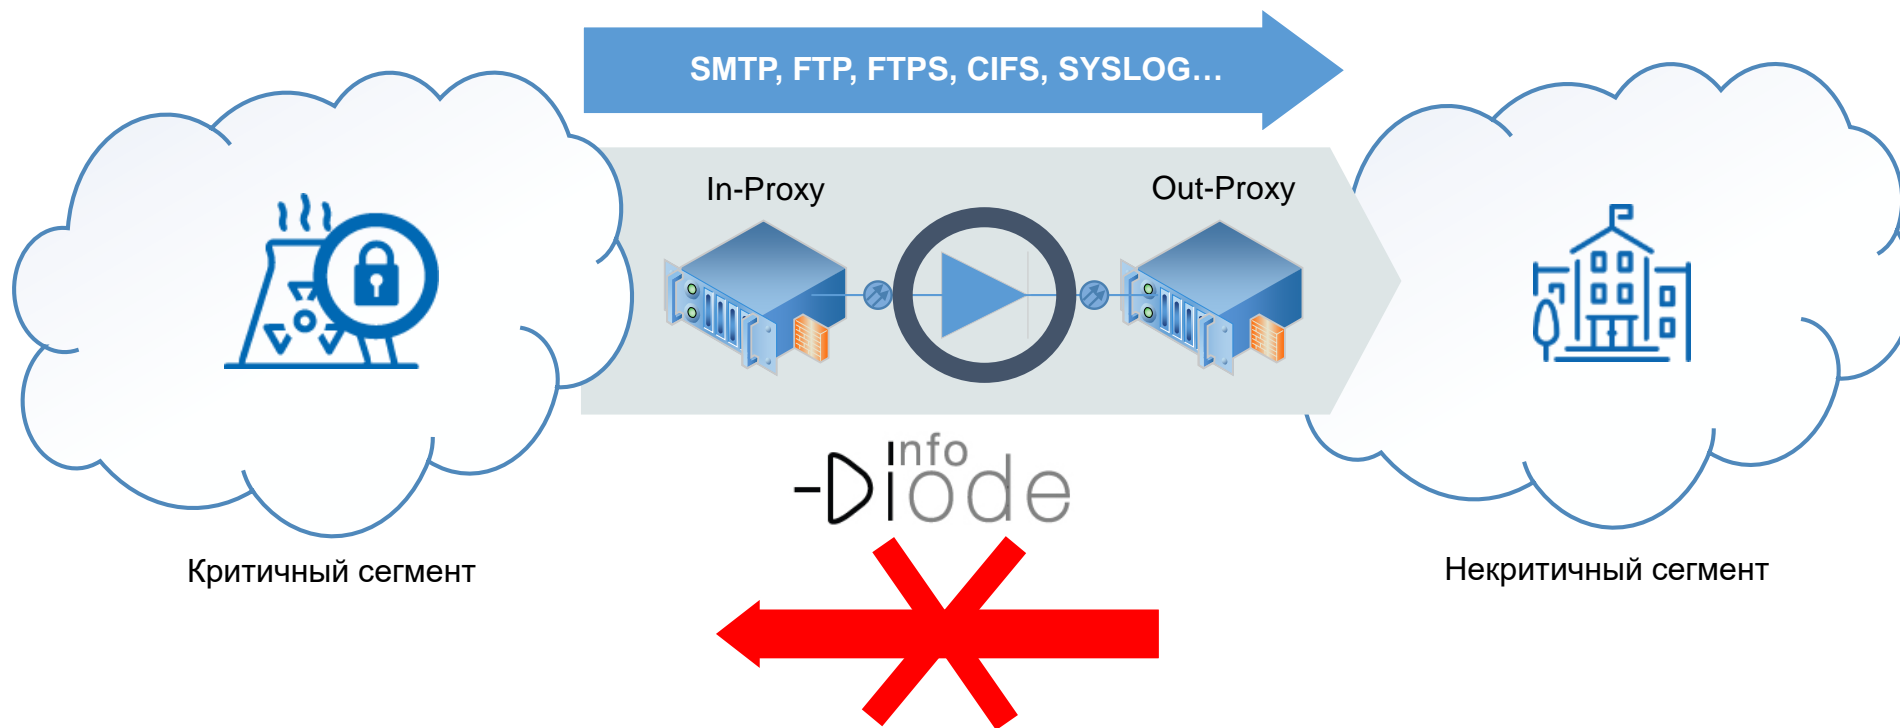 SMTP, FTP, FTPS, CIFS, SYSLOG…
In-Proxy
Out-Proxy
info
Diode
Критичный сегмент
Некритичный сегмент